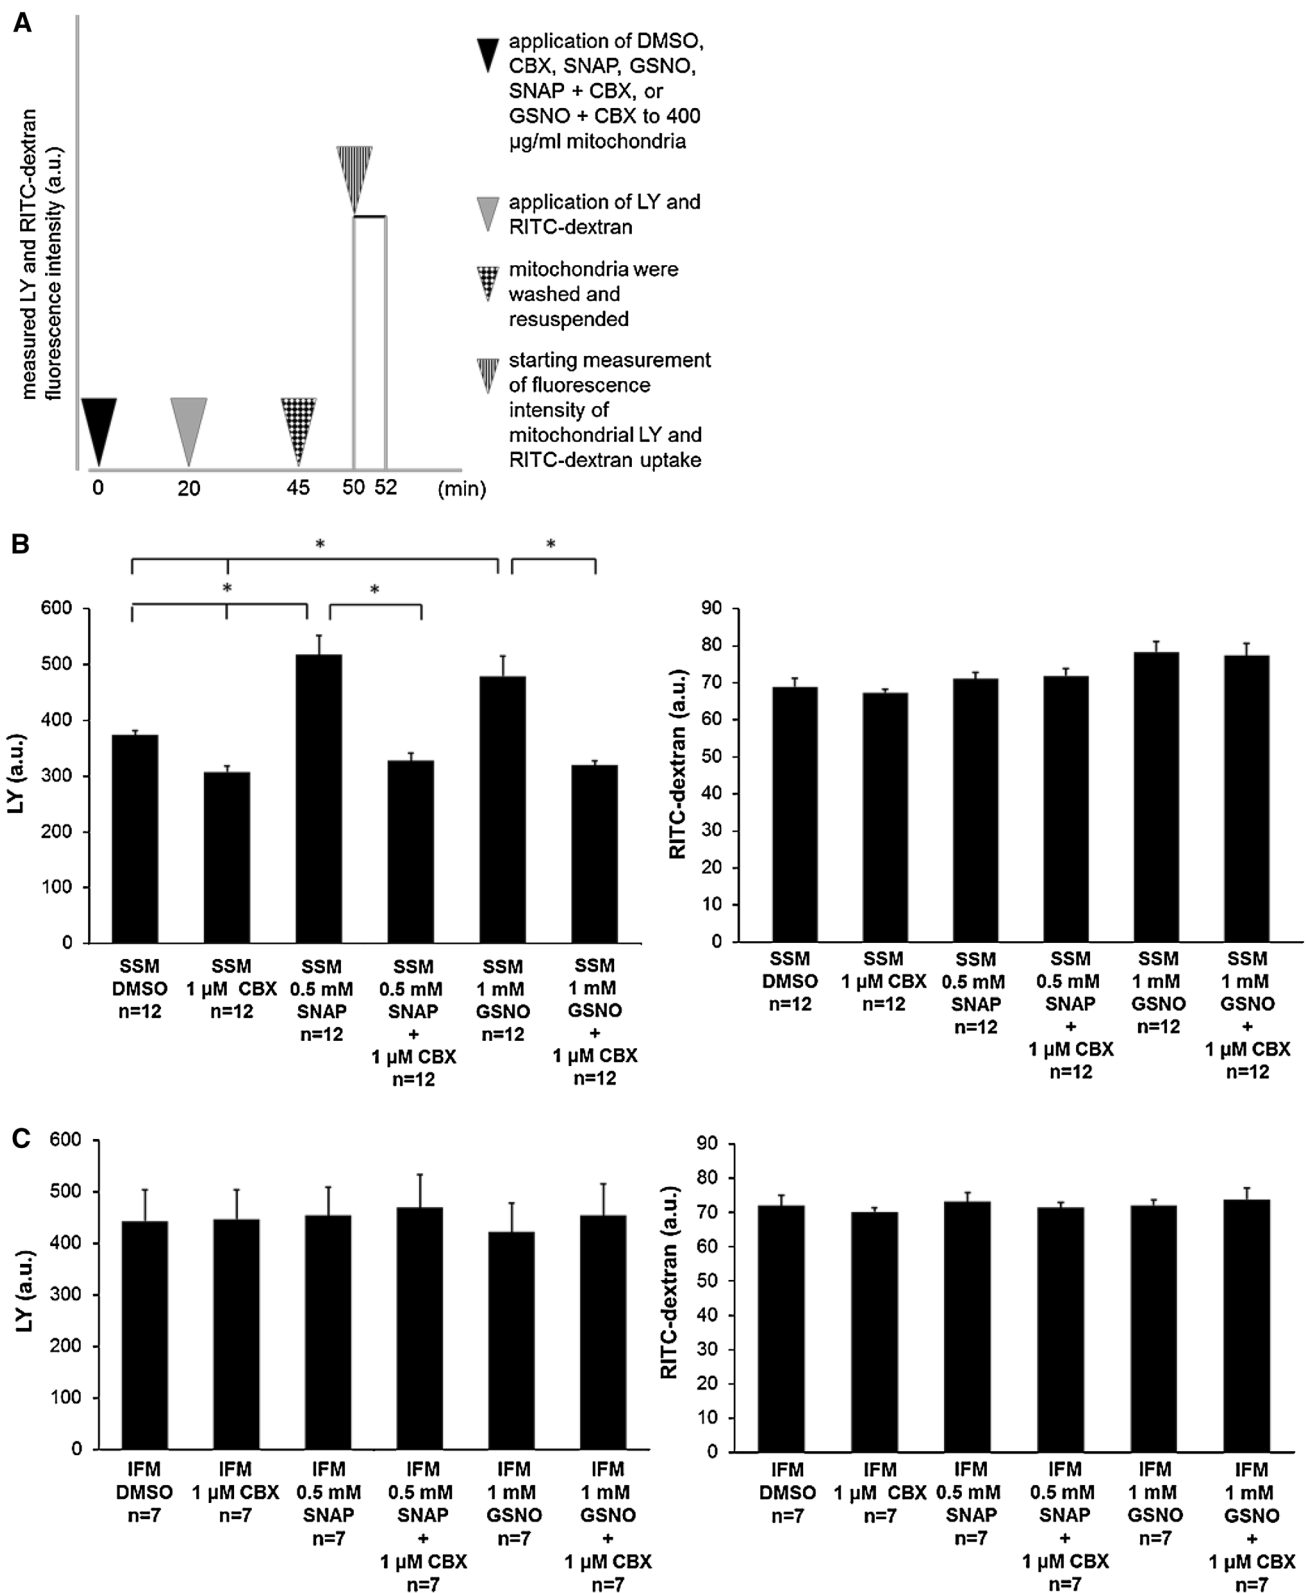 A
measured LY and RITC-dextran
fluorescence intensity (a.u.)
0 20 45 50 52 (min)
application of DMSO,
CBX, SNAP, GSNO,
SNAP + CBX, or
GSNO + CBX to 400
µg/ml mitochondria
application of LY and
RITC-dextran
mitochondria were
washed and
resuspended
starting measurement
of fluorescence
intensity of
mitochondrial LY and
RITC-dextran uptake
B
* *
* *
LY (a.u.)
600
500
400
300
200
100
0
SSM
DMSO
n=12
SSM
1 µM CBX
n=12
SSM
0.5 mM
SNAP
n=12
SSM
0.5 mM
SNAP
+
1 µM CBX
n=12
SSM
1 mM
GSNO
n=12
SSM
1 mM
GSNO
+
1 µM CBX
n=12
RITC-dextran (a.u.)
90
80
70
60
50
40
30
20
10
0
SSM
DMSO
n=12
SSM
1 µM CBX
n=12
SSM
0.5 mM
SNAP
n=12
SSM
0.5 mM
SNAP
+
1 µM CBX
n=12
SSM
1 mM
GSNO
n=12
SSM
1 mM
GSNO
+
1 µM CBX
n=12
C
LY (a.u.)
600
500
400
300
200
100
0
IFM
DMSO
n=7
IFM
1 µM CBX
n=7
IFM
0.5 mM
SNAP
n=7
IFM
0.5 mM
SNAP
+
1 µM CBX
n=7
IFM
1 mM
GSNO
n=7
IFM
1 mM
GSNO
+
1 µM CBX
n=7
RITC-dextran (a.u.)
90
80
70
60
50
40
30
20
10
0
IFM
DMSO
n=7
IFM
1 µM CBX
n=7
IFM
0.5 mM
SNAP
n=7
IFM
0.5 mM
SNAP
+
1 µM CBX
n=7
IFM
1 mM
GSNO
n=7
IFM
1 mM
GSNO
+
1 µM CBX
n=7